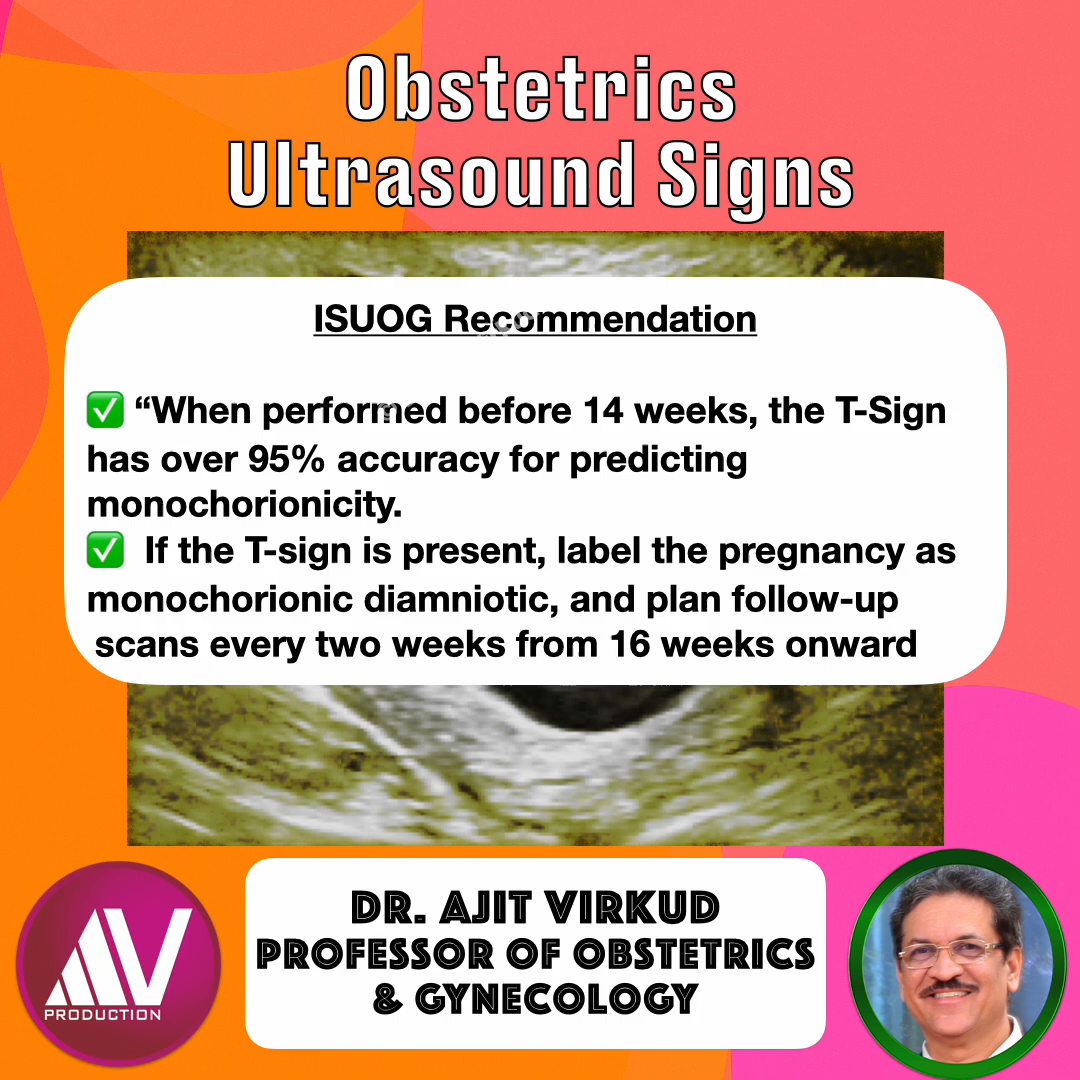 Obstetrics
Ultrasound Signs
ISUOG Recommendation
✅ “When performed before 14 weeks, the T-Sign
has over 95% accuracy for predicting
monochorionicity.
✅ If the T-sign is present, label the pregnancy as
monochorionic diamniotic, and plan follow-up
scans every two weeks from 16 weeks onward
DR. AJIT VIRKUD
PROFESSOR OF OBSTETRICS
& GYNECOLOGY
AV
PRODUCTION